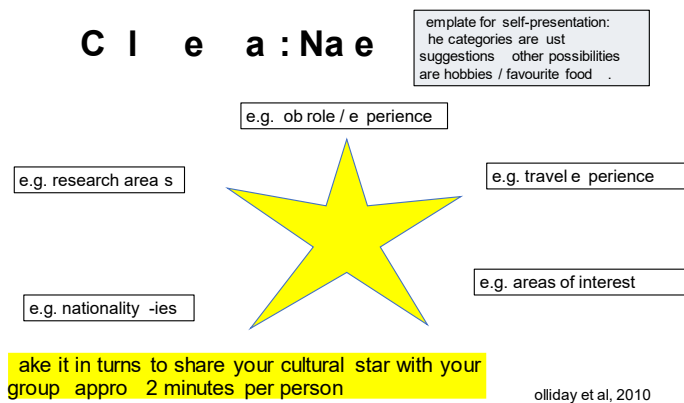 C l e a : Na e
emplate for self-presentation:
he categories are ust
suggestions other possibilities
are hobbies / favourite food .
e.g. ob role / e perience
e.g. research area s
e.g. travel e perience
e.g. nationality -ies
e.g. areas of interest
ake it in turns to share your cultural star with your
group appro 2 minutes per person
olliday et al, 2010